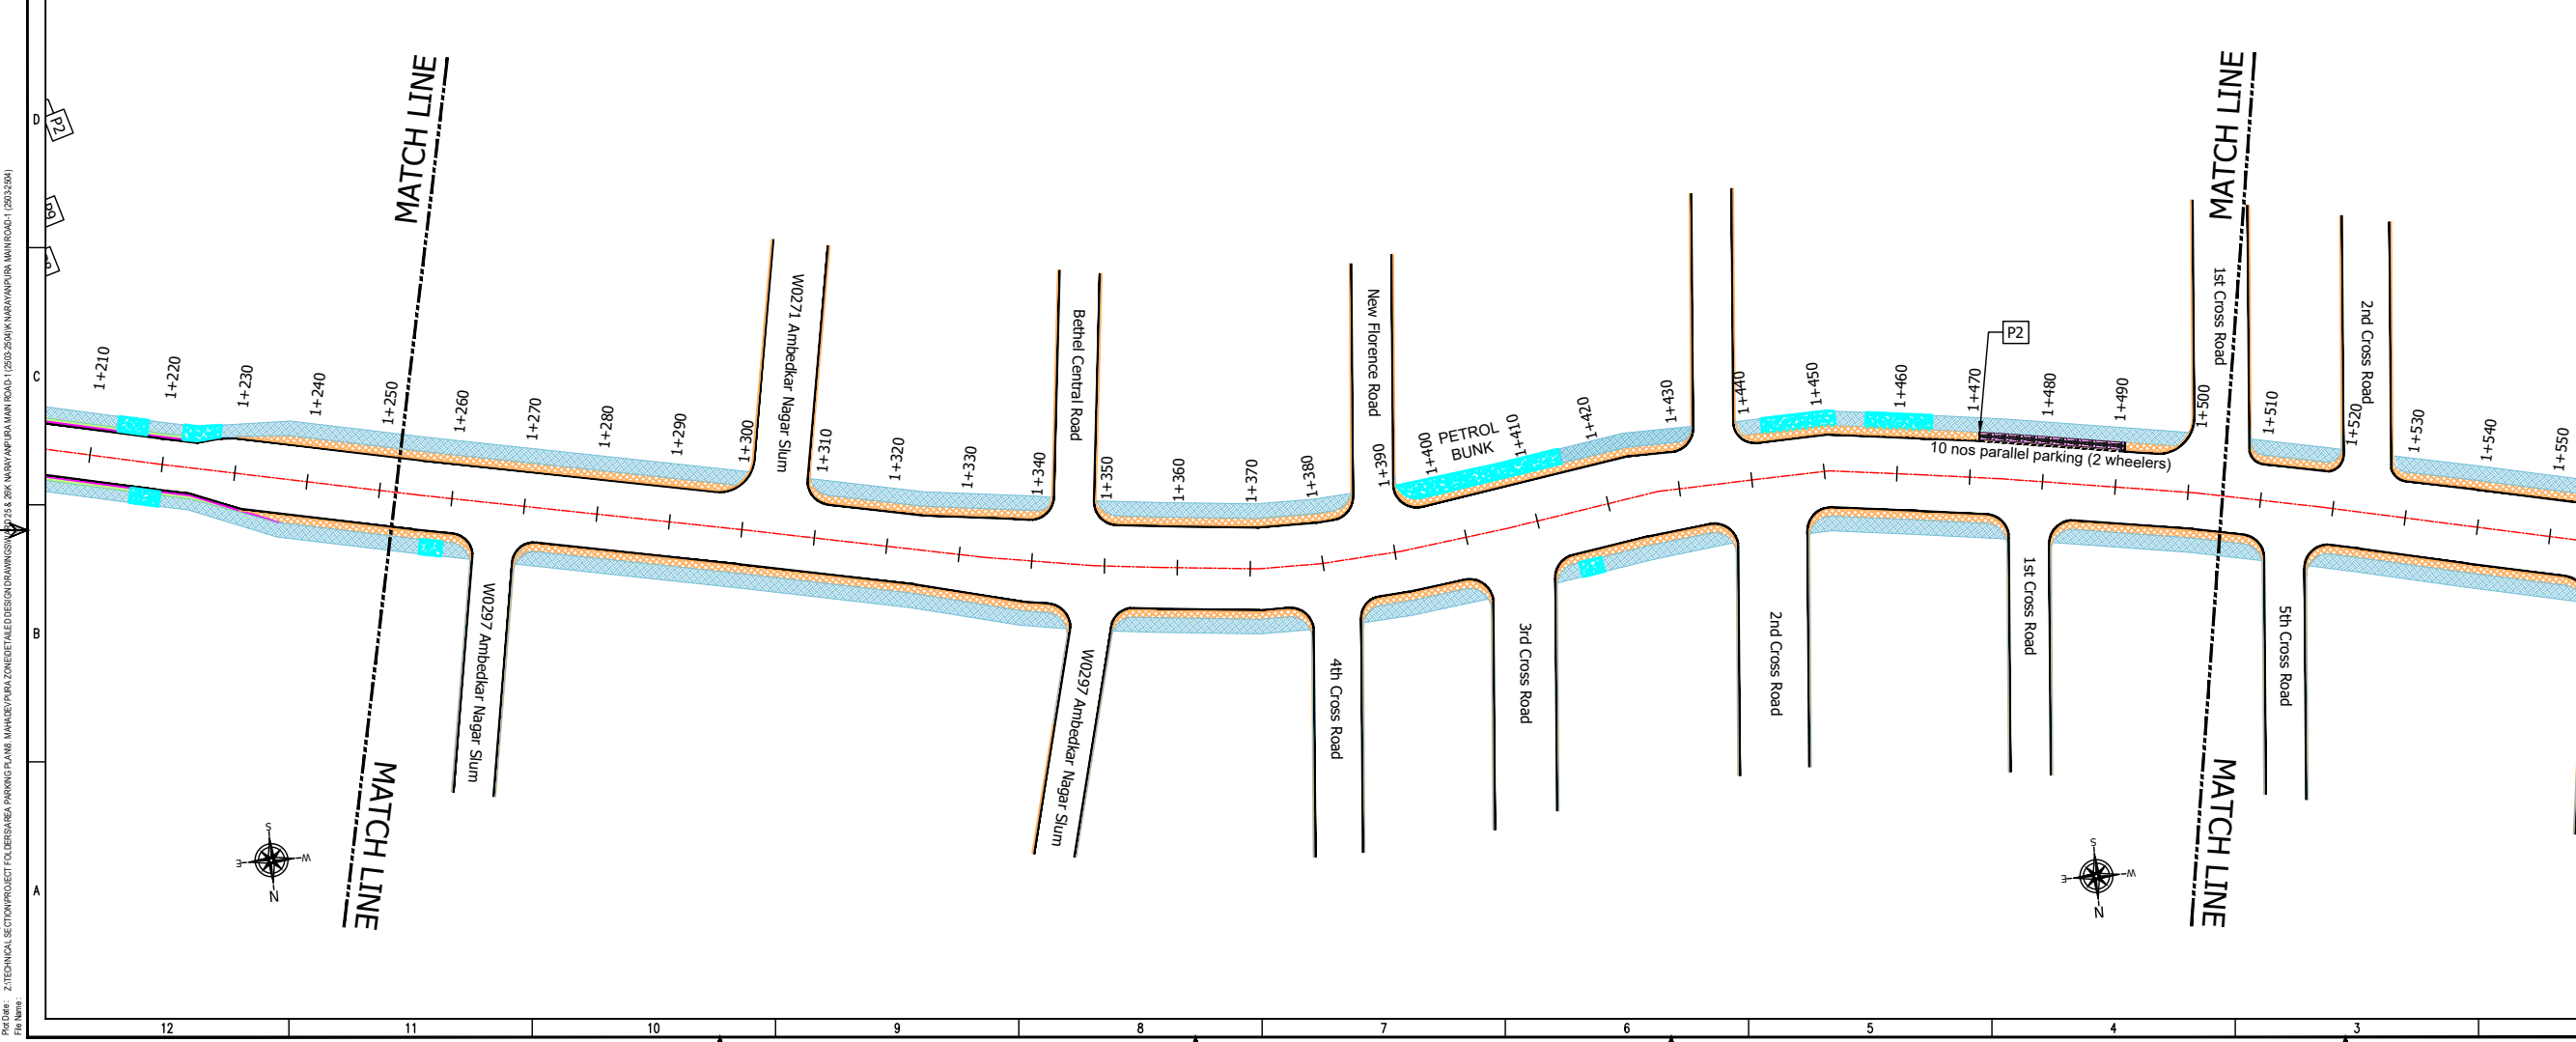 MATCH LINE
MATCH LINE
D
P2
P9
C
1+210
1+220
1+230
1+240
1+250
1+260
1+270
1+280
1+290
1+300
W0271 Ambedkar Nagar Slum
1+310
1+320
1+330
1+340
Bethel Central Road
1+350
1+360
1+370
1+380
New Florence Road
1+390
1+400
PETROL
BUNK
1+410
1+420
1+430
1+440
1+450
1+460
1+470
P2
1+480
1+490
10 nos parallel parking (2 wheelers)
1+500
1st Cross Road
1+510
2nd Cross Road
1+520
1+530
1+540
1+550
B
W0297 Ambedkar Nagar Slum
W0297 Ambedkar Nagar Slum
4th Cross Road
3rd Cross Road
2nd Cross Road
1st Cross Road
5th Cross Road
MATCH LINE
MATCH LINE
A
S
E
W
N
S
E
W
N
12
11
10
9
8
7
6
5
4
3
Plot Date :
File Name :